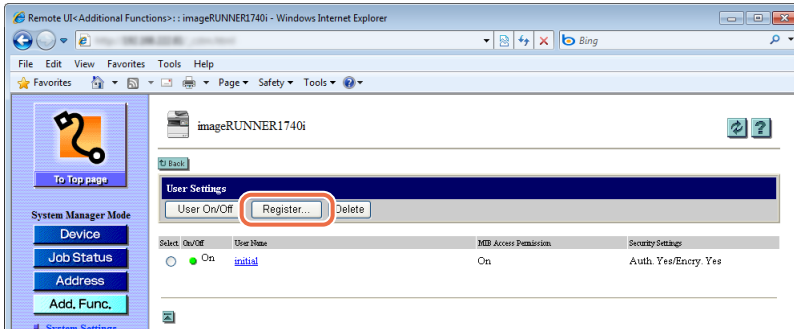 Remote UI<Additional Functions>: : imageRUNNER1740i - Windows Internet Explorer
Bing
File Edit View Favorites Tools Help
Favorites Page Safety Tools
imageRUNNER1740i
To Top page
Back
User Settings
User On/Off Register... Delete
System Manager Mode
Device
Job Status
Address
Add. Func.
System Settings
Select On/Off User Name MIB Access Permission Security Settings
On initial On Auth. Yes/Encry. Yes